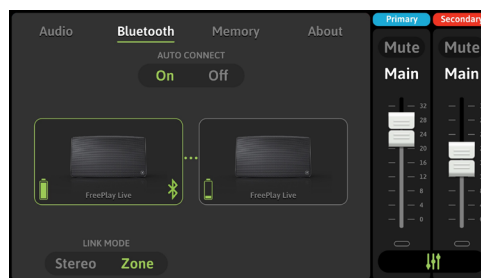 Audio Bluetooth Memory About
AUTO CONNECT
On Off
FreePlay Live
FreePlay Live
LINK MODE
Stereo Zone
Primary Secondary
Mute Mute
Main Main
32
28
24
20
16
12
8
4
0